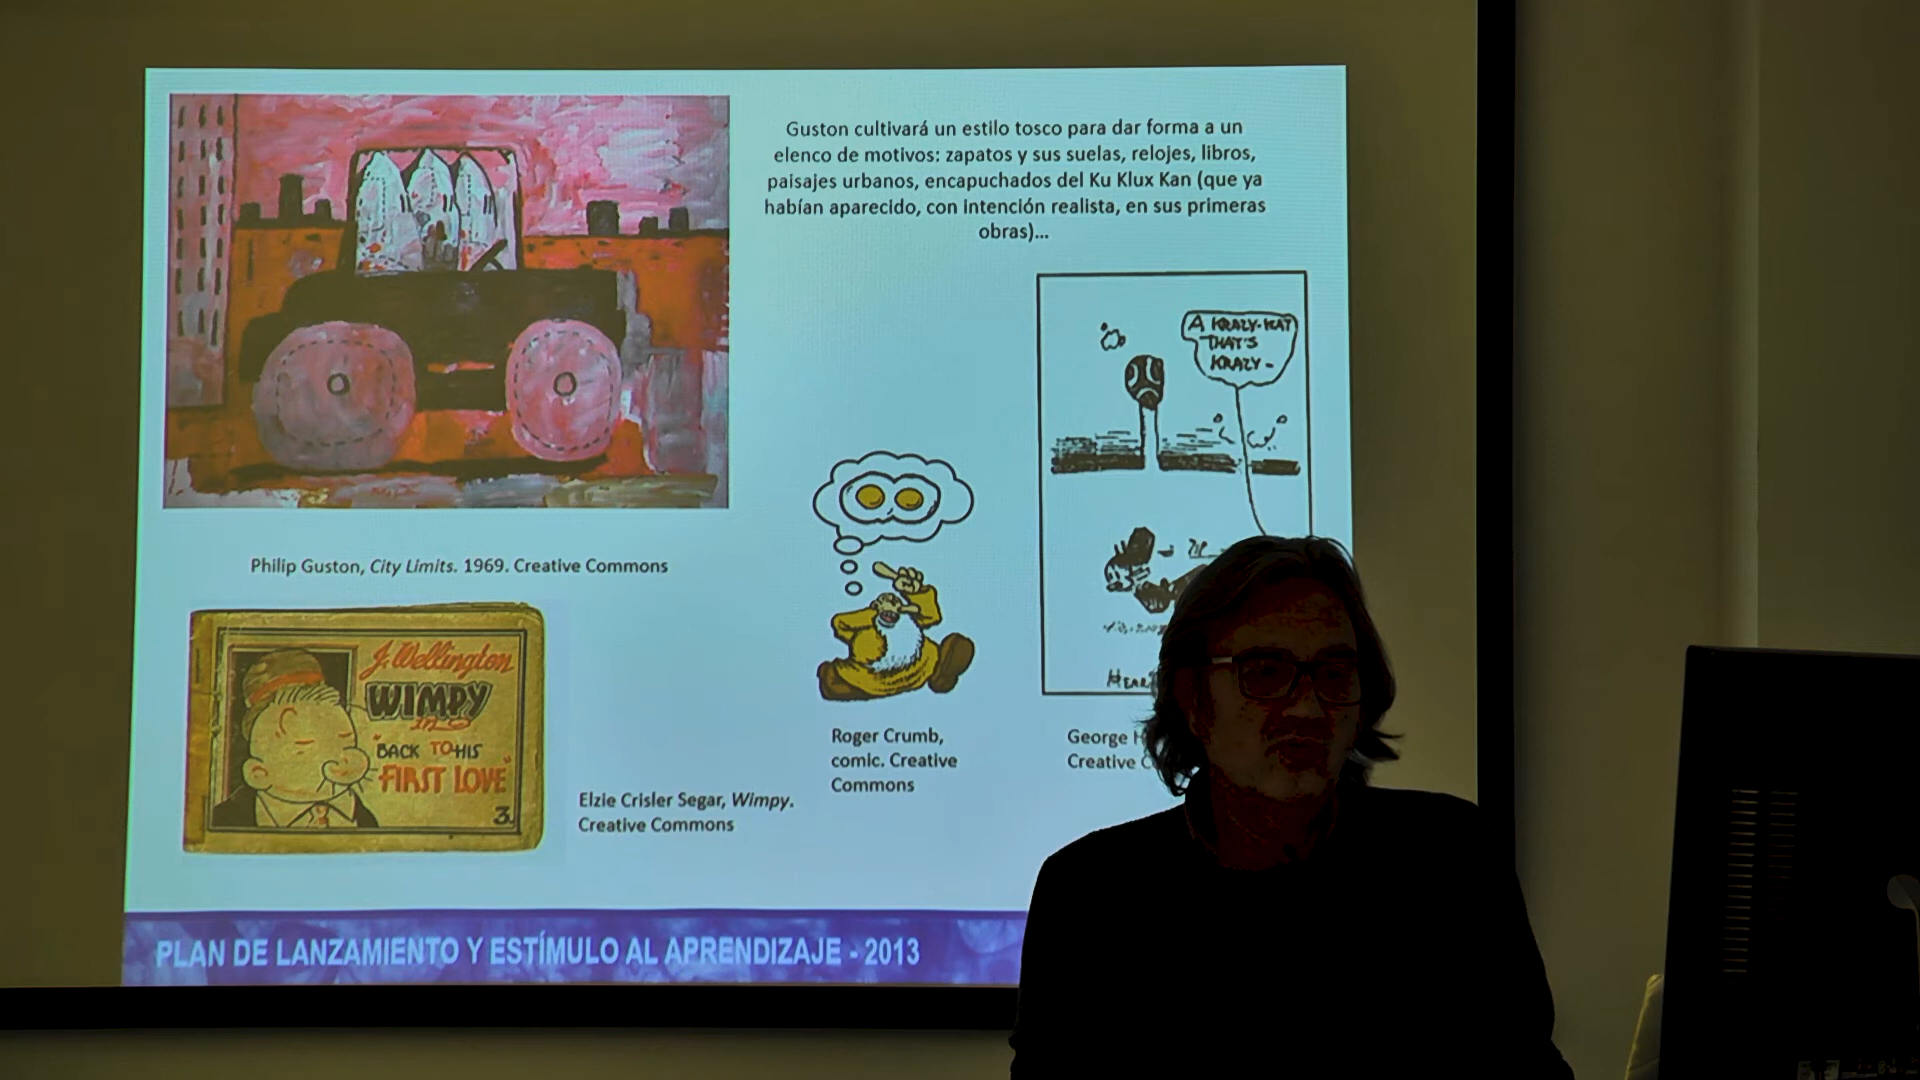 Guston cultivará un estilo tosco para dar forma a un
elenco de motivos: zapatos y sus suelas, relojes, libros,
paisajes urbanos, encapuchados del Ku Klux Kan (que ya
habían aparecido, con intención realista, en sus primeras
obras)...
A KRAZY-KAT
THAT'S
KRAZY-
Philip Guston, City Limits. 1969. Creative Commons
J. Wellington
WIMPY
in
"BACK TO HIS
FIRST LOVE"
3.
Elzie Crisler Segar, Wimpy.
Creative Commons
Roger Crumb,
comic. Creative
Commons
George
Creative
PLAN DE LANZAMIENTO Y ESTÍMULO AL APRENDIZAJE - 2013